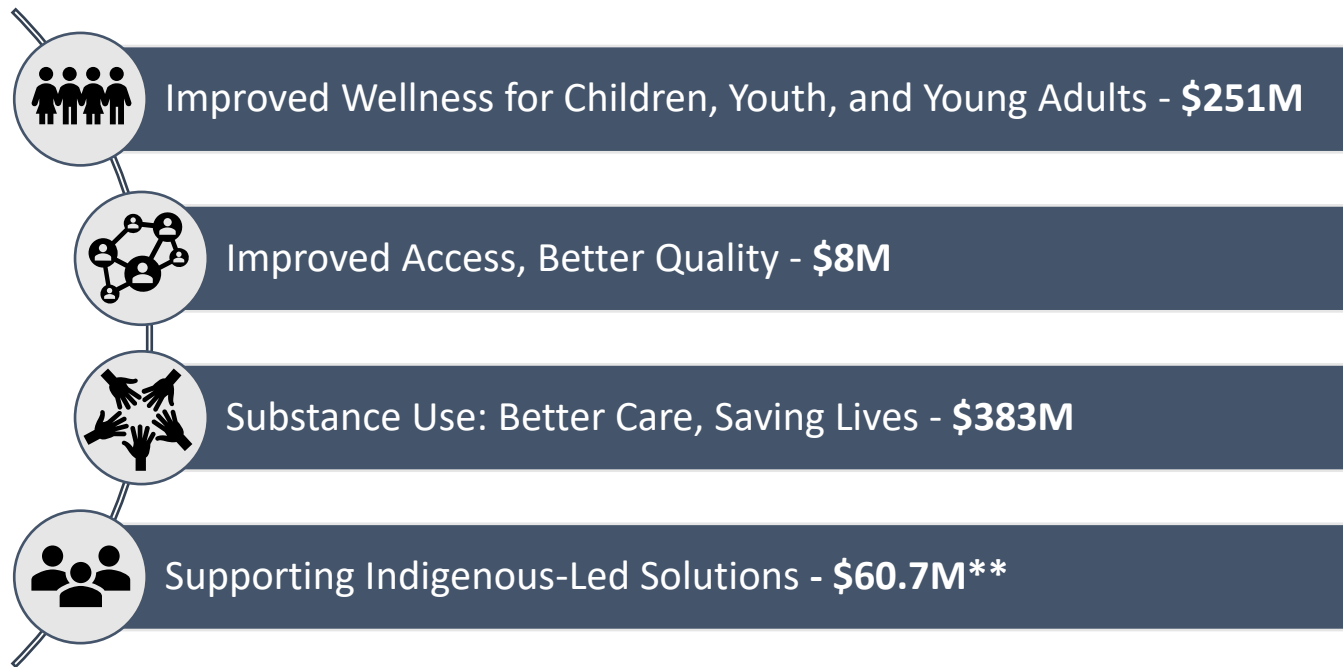 Improved Wellness for Children, Youth, and Young Adults - $251M
Improved Access, Better Quality - $8M
Substance Use: Better Care, Saving Lives - $383M
Supporting Indigenous-Led Solutions - $60.7M**